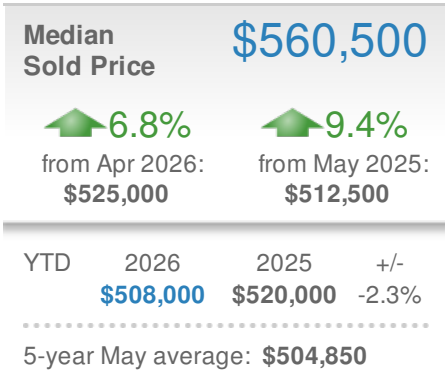 Median $560,500
Sold Price
6.8% 9.4%
from Apr 2026: from May 2025:
$525,000 $512,500
YTD 2026 2025 +/-
$508,000 $520,000 -2.3%
5-year May average: $504,850